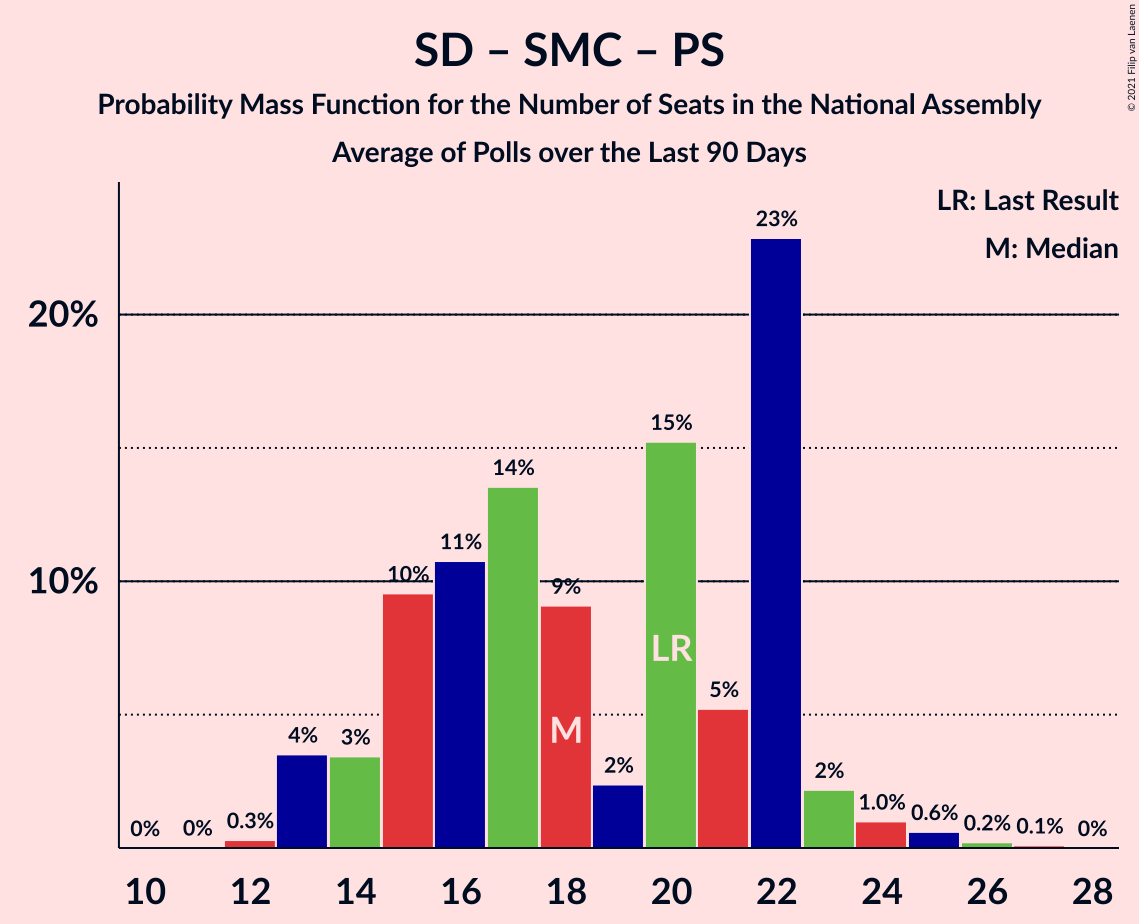 SD – SMC – PS
Probability Mass Function for the Number of Seats in the National Assembly
Average of Polls over the Last 90 Days
© 2021 Filip van Laenen
LR: Last Result
M: Median
20%
10%
0%
0%
0.3%
4%
3%
10%
11%
14%
9%
2%
15%
5%
23%
2%
1.0%
0.6%
0.2%
0.1%
0%
LR
M
10 12 14 16 18 20 22 24 26 28